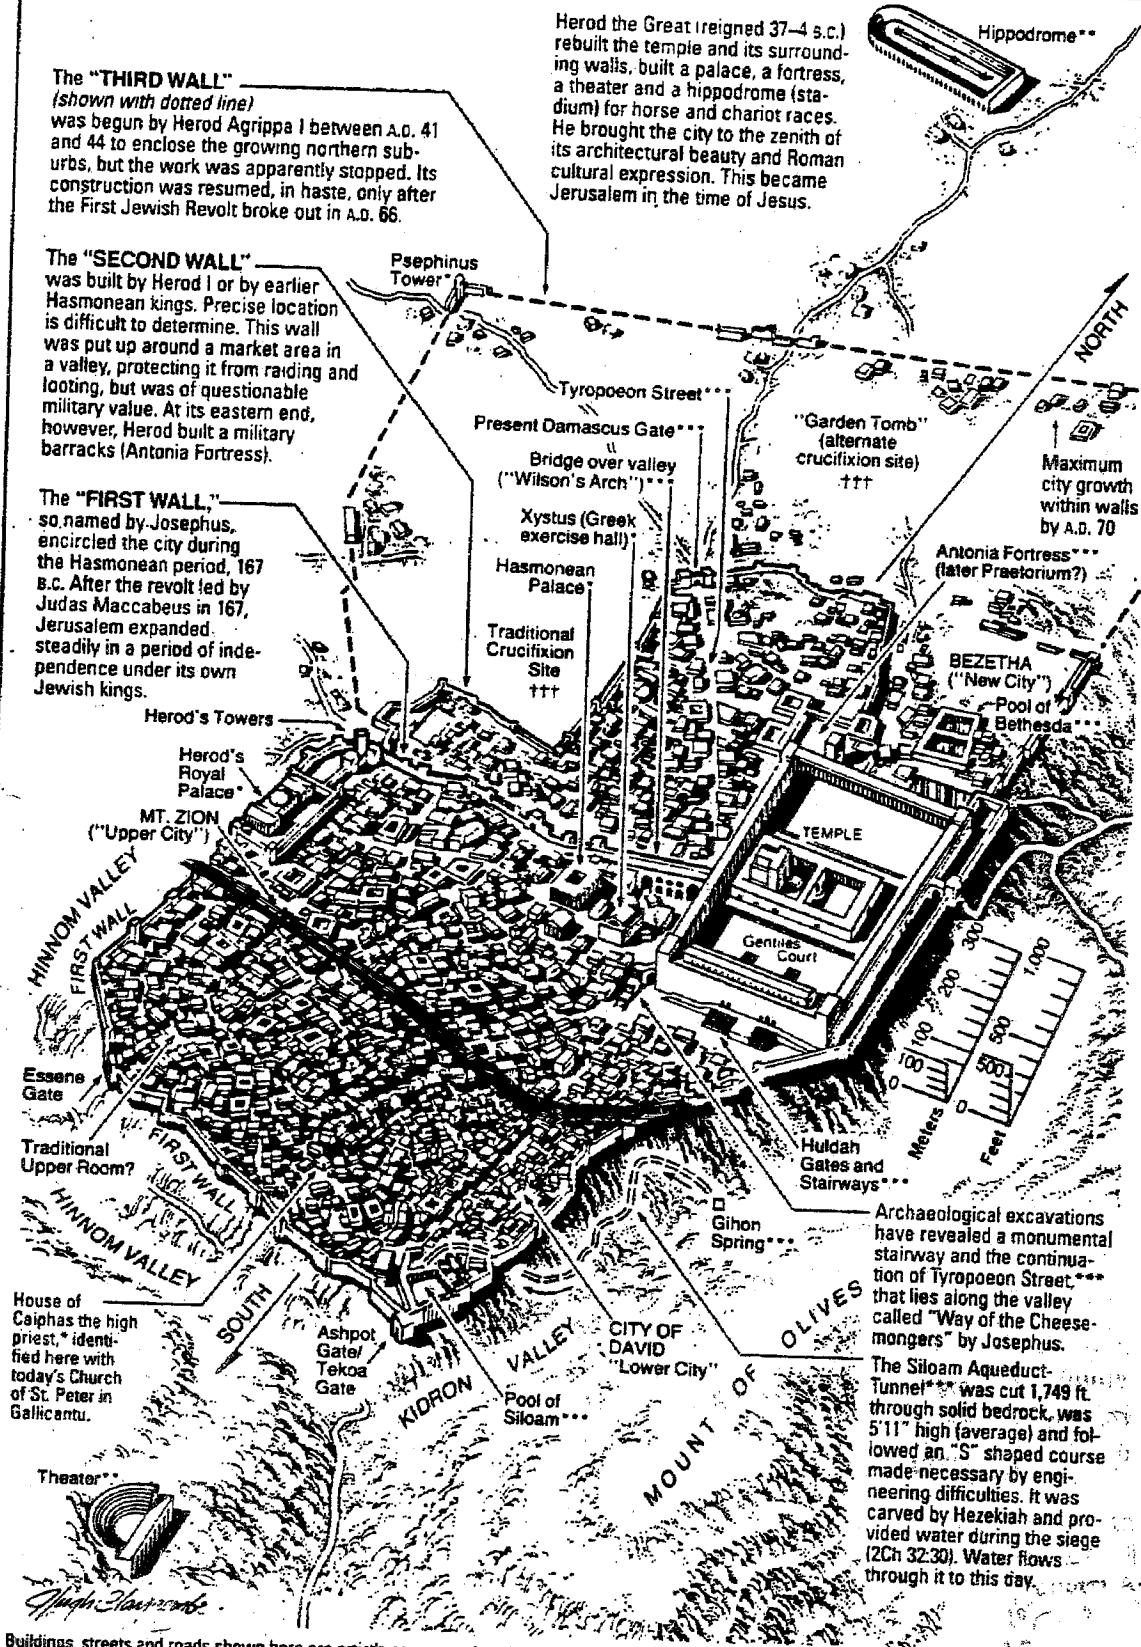 Herod the Great (reigned 37–4 B.C.)
rebuilt the temple and its surround-
ing walls, built a palace, a fortress,
a theater and a hippodrome (sta-
dium) for horse and chariot races.
He brought the city to the zenith of
its architectural beauty and Roman
cultural expression. This became
Jerusalem in the time of Jesus.
Hippodrome**
The "THIRD WALL"
(shown with dotted line)
was begun by Herod Agrippa I between A.D. 41
and 44 to enclose the growing northern sub-
urbs, but the work was apparently stopped. Its
construction was resumed, in haste, only after
the First Jewish Revolt broke out in A.D. 66.
The "SECOND WALL"
was built by Herod I or by earlier
Hasmonean kings. Precise location
is difficult to determine. This wall
was put up around a market area in
a valley, protecting it from raiding and
looting, but was of questionable
military value. At its eastern end,
however, Herod built a military
barracks (Antonia Fortress).
The "FIRST WALL,"
so named by Josephus,
encircled the city during
the Hasmonean period, 167
B.C. After the revolt led by
Judas Maccabeus in 167,
Jerusalem expanded
steadily in a period of inde-
pendence under its own
Jewish kings.
Psephinus
Tower*
NORTH
Tyropoeon Street***
Present Damascus Gate***
Bridge over valley
("Wilson's Arch")***
Xystus (Greek
exercise hall)*
Hasmonean
Palace*
Traditional
Crucifixion
Site
†††
"Garden Tomb"
(alternate
crucifixion site)
†††
Maximum
city growth
within walls
by A.D. 70
Antonia Fortress***
(later Praetorium?)
BEZETHA
("New City")
Pool of
Bethesda***
Herod's Towers
Herod's
Royal
Palace*
MT. ZION
("Upper City")
TEMPLE
Gentiles
Court
HINNOM VALLEY
FIRST WALL
300
200
100
100
0
Meters
1,000
500
500
0
Feet
Essene
Gate
Traditional
Upper Room?
FIRST WALL
HINNOM VALLEY
SOUTH
House of
Caiphas the high
priest,* identi-
fied here with
today's Church
of St. Peter in
Gallicantu.
Ashpot
Gate/
Tekoa
Gate
KIDRON VALLEY
Pool of
Siloam***
CITY OF
DAVID
"Lower City"
Gihon
Spring***
MOUNT OF OLIVES
Huldah
Gates and
Stairways***
Archaeological excavations
have revealed a monumental
stairway and the continua-
tion of Tyropoeon Street,***
that lies along the valley
called "Way of the Cheese-
mongers" by Josephus.
The Siloam Aqueduct-
Tunnel*** was cut 1,749 ft.
through solid bedrock, was
5'11" high (average) and fol-
lowed an "S" shaped course
made necessary by engi-
neering difficulties. It was
carved by Hezekiah and pro-
vided water during the siege
(2Ch 32:30). Water flows
through it to this day.
Theater**
Buildings, streets and roads shown here are